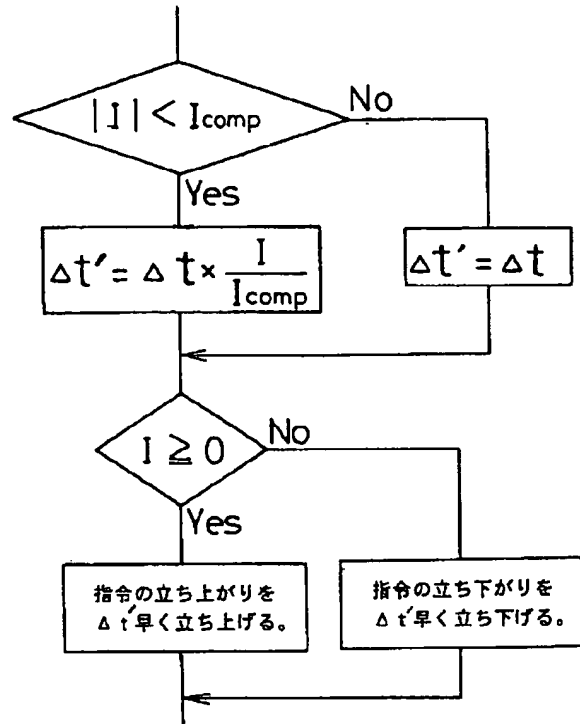 |I| < Icomp
No
Yes
Δt′ = Δt × I/Icomp
Δt′ = Δt
I ≧ 0
No
Yes
指令の立ち上がりを
Δt′早く立ち上げる。
指令の立ち下がりを
Δt′早く立ち下げる。